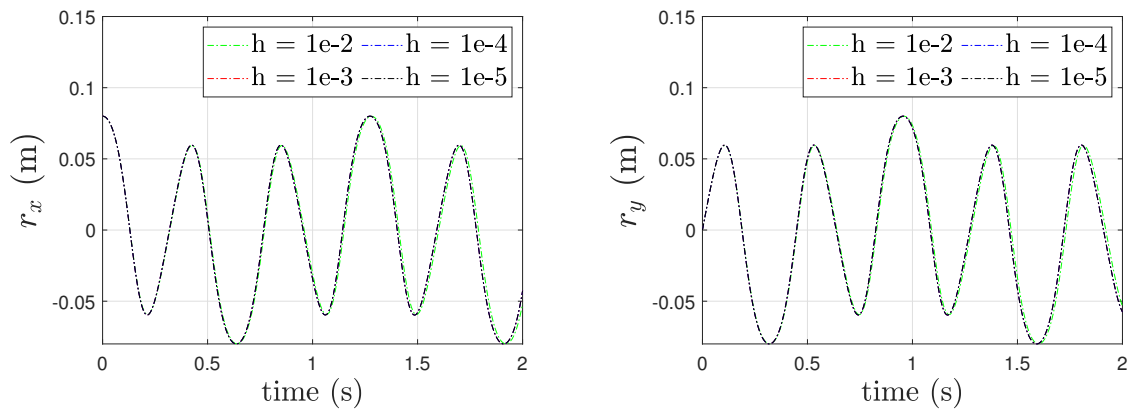 0.15
0.1
0.05
0
-0.05
r_x (m)
h = 1e-2 h = 1e-4
h = 1e-3 h = 1e-5
0 0.5 1 1.5 2
time (s)
0.15
0.1
0.05
0
-0.05
r_y (m)
h = 1e-2 h = 1e-4
h = 1e-3 h = 1e-5
0 0.5 1 1.5 2
time (s)